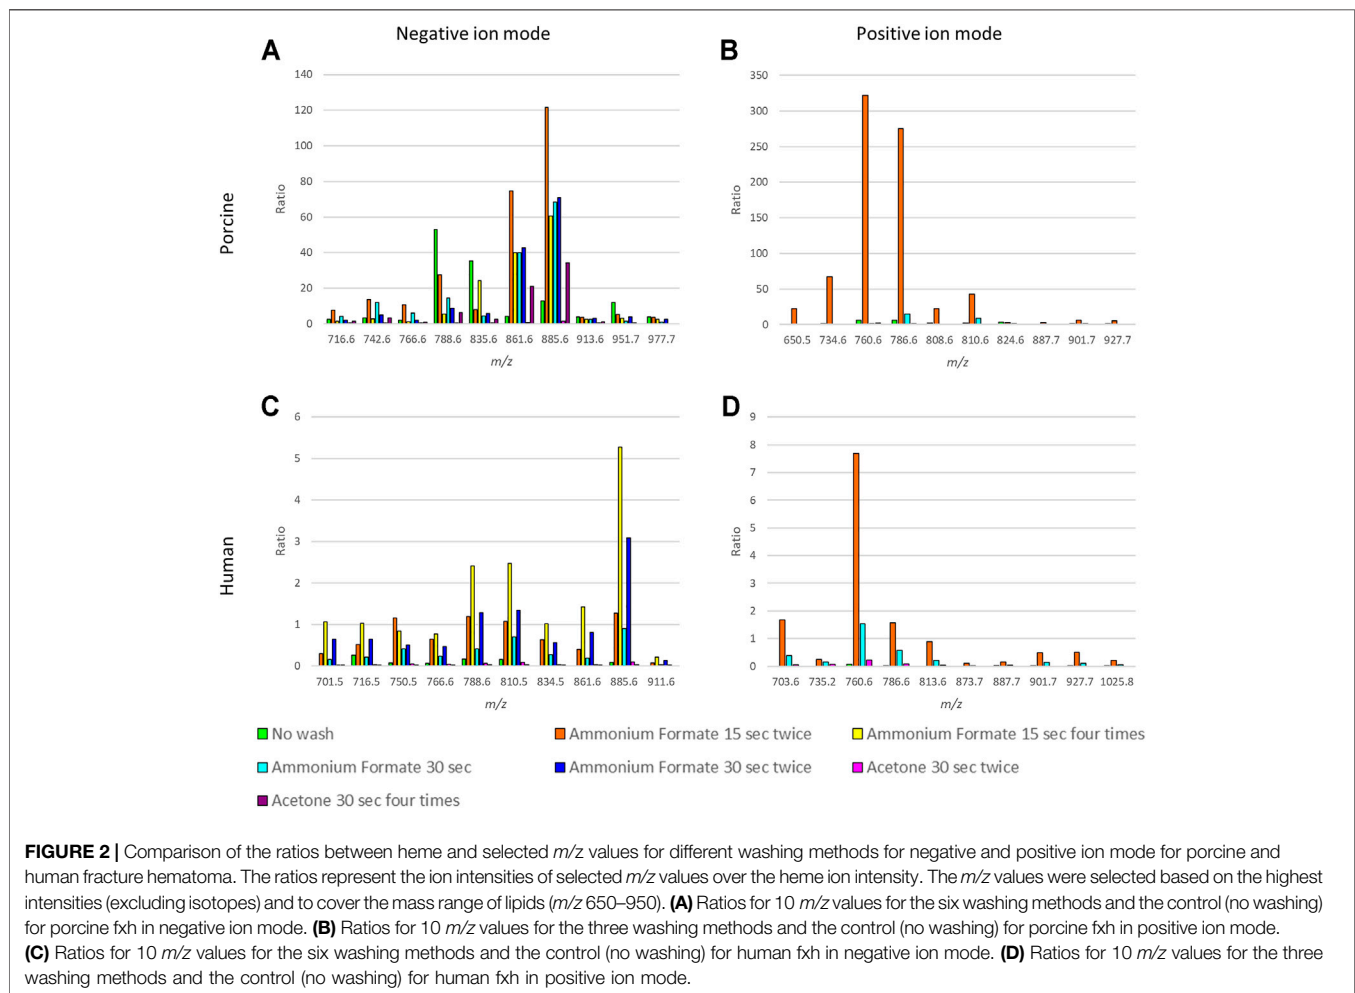 Negative ion mode
Positive ion mode
A
B
Porcine
Ratio
140
120
100
80
60
40
20
0
716.6 742.6 766.6 788.6 835.6 861.6 885.6 913.6 951.7 977.7
m/z
Ratio
350
300
250
200
150
100
50
0
650.5 734.6 760.6 786.6 808.6 810.6 824.6 887.7 901.7 927.7
m/z
C
D
Human
Ratio
6
5
4
3
2
1
0
701.5 716.5 750.5 766.6 788.6 810.5 834.5 861.6 885.6 911.6
m/z
Ratio
9
8
7
6
5
4
3
2
1
0
703.6 735.2 760.6 786.6 813.6 873.7 887.7 901.7 927.7 1025.8
m/z
No wash
Ammonium Formate 15 sec twice
Ammonium Formate 15 sec four times
Ammonium Formate 30 sec
Ammonium Formate 30 sec twice
Acetone 30 sec twice
Acetone 30 sec four times
FIGURE 2 | Comparison of the ratios between heme and selected m/z values for different washing methods for negative and positive ion mode for porcine and
human fracture hematoma. The ratios represent the ion intensities of selected m/z values over the heme ion intensity. The m/z values were selected based on the highest
intensities (excluding isotopes) and to cover the mass range of lipids (m/z 650–950). (A) Ratios for 10 m/z values for the six washing methods and the control (no washing)
for porcine fxh in negative ion mode. (B) Ratios for 10 m/z values for the three washing methods and the control (no washing) for porcine fxh in positive ion mode.
(C) Ratios for 10 m/z values for the six washing methods and the control (no washing) for human fxh in negative ion mode. (D) Ratios for 10 m/z values for the three
washing methods and the control (no washing) for human fxh in positive ion mode.